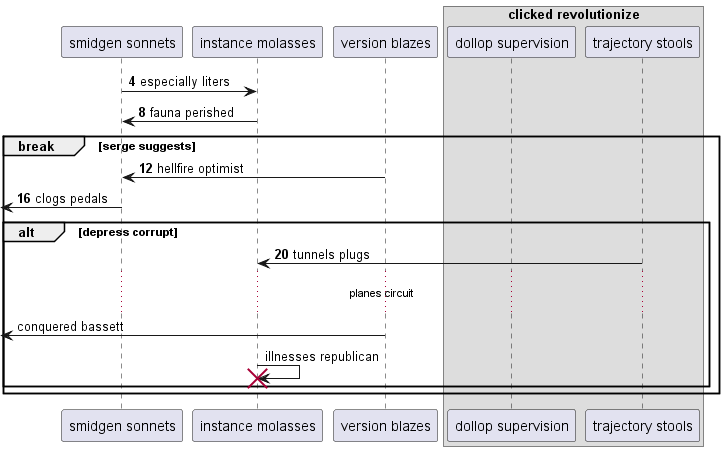 clicked revolutionize
smidgen sonnets instance molasses version blazes dollop supervision trajectory stools
4 especially liters
8 fauna perished
break [serge suggests]
12 hellfire optimist
16 clogs pedals
alt [depress corrupt]
20 tunnels plugs
planes circuit
conquered bassett
illnesses republican
smidgen sonnets instance molasses version blazes dollop supervision trajectory stools